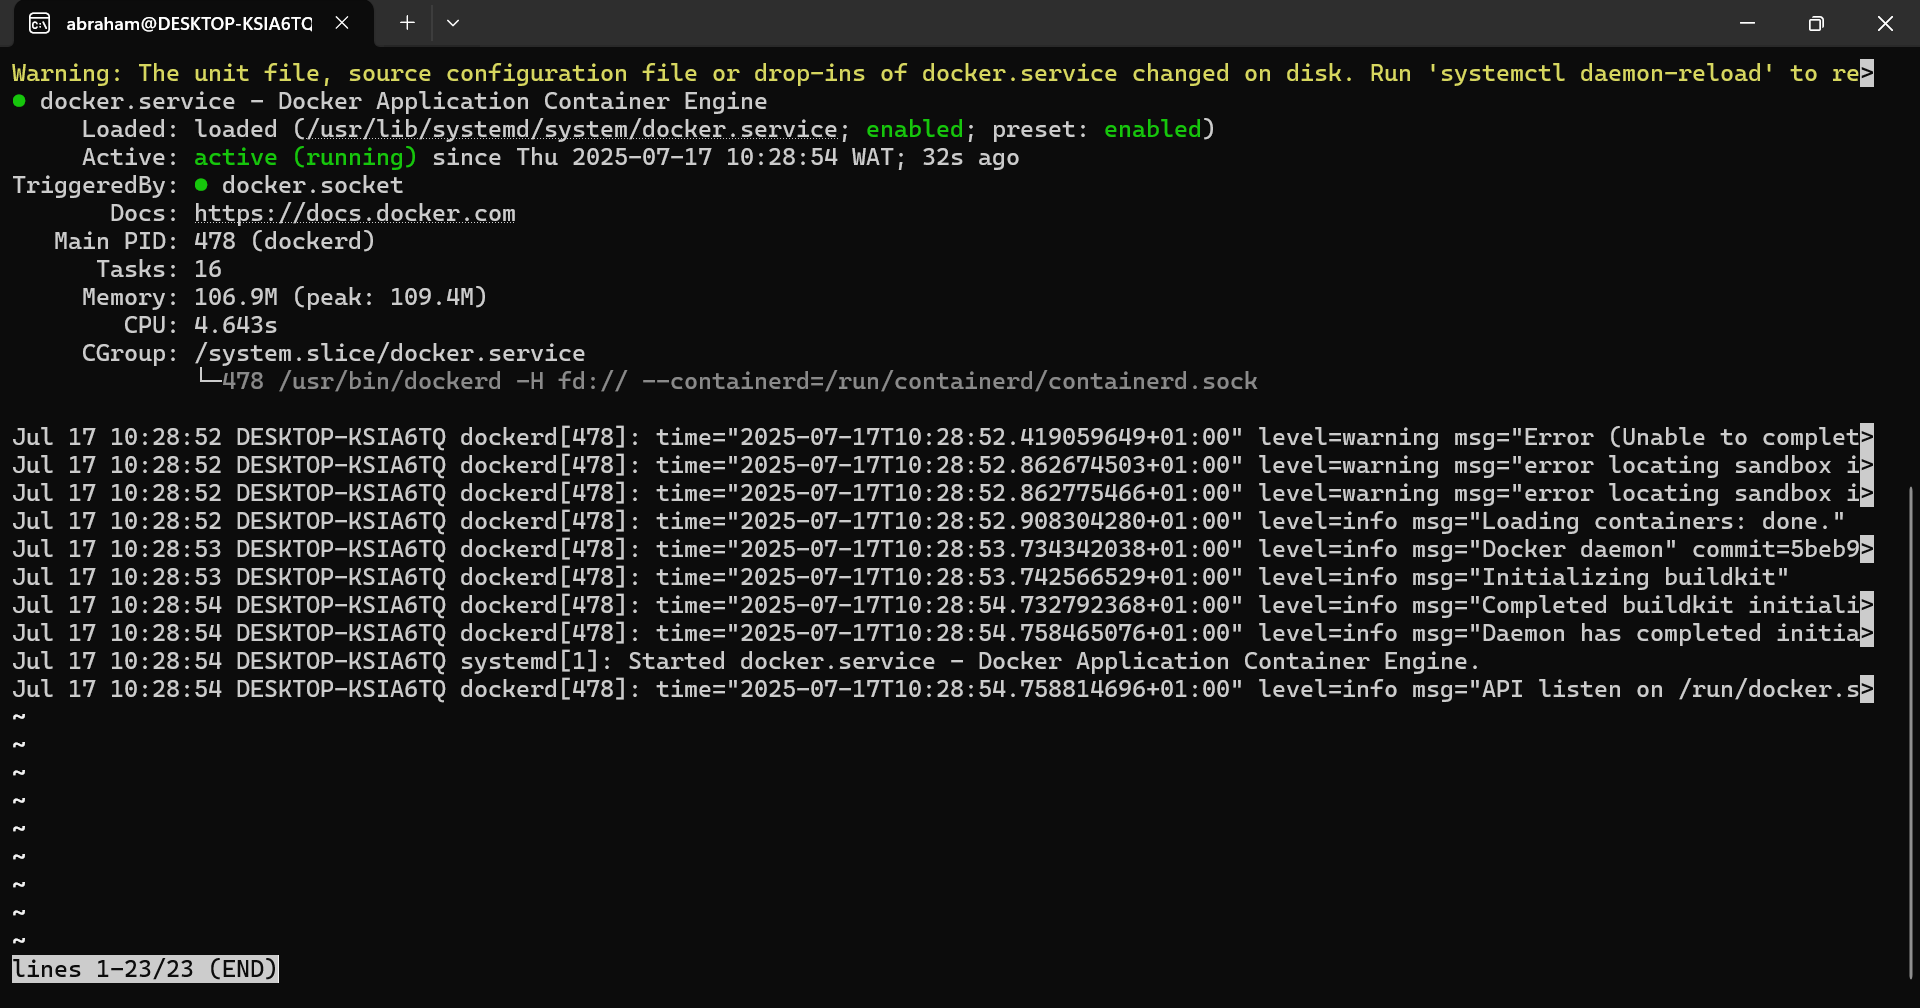 abraham@DESKTOP-KSIA6TQ
Warning: The unit file, source configuration file or drop-ins of docker.service changed on disk. Run 'systemctl daemon-reload' to re>
● docker.service - Docker Application Container Engine
     Loaded: loaded (/usr/lib/systemd/system/docker.service; enabled; preset: enabled)
     Active: active (running) since Thu 2025-07-17 10:28:54 WAT; 32s ago
TriggeredBy: ● docker.socket
       Docs: https://docs.docker.com
   Main PID: 478 (dockerd)
      Tasks: 16
     Memory: 106.9M (peak: 109.4M)
        CPU: 4.643s
     CGroup: /system.slice/docker.service
             └─478 /usr/bin/dockerd -H fd:// --containerd=/run/containerd/containerd.sock

Jul 17 10:28:52 DESKTOP-KSIA6TQ dockerd[478]: time="2025-07-17T10:28:52.419059649+01:00" level=warning msg="Error (Unable to complet>
Jul 17 10:28:52 DESKTOP-KSIA6TQ dockerd[478]: time="2025-07-17T10:28:52.862674503+01:00" level=warning msg="error locating sandbox i>
Jul 17 10:28:52 DESKTOP-KSIA6TQ dockerd[478]: time="2025-07-17T10:28:52.862775466+01:00" level=warning msg="error locating sandbox i>
Jul 17 10:28:52 DESKTOP-KSIA6TQ dockerd[478]: time="2025-07-17T10:28:52.908304280+01:00" level=info msg="Loading containers: done."
Jul 17 10:28:53 DESKTOP-KSIA6TQ dockerd[478]: time="2025-07-17T10:28:53.734342038+01:00" level=info msg="Docker daemon" commit=5beb9>
Jul 17 10:28:53 DESKTOP-KSIA6TQ dockerd[478]: time="2025-07-17T10:28:53.742566529+01:00" level=info msg="Initializing buildkit"
Jul 17 10:28:54 DESKTOP-KSIA6TQ dockerd[478]: time="2025-07-17T10:28:54.732792368+01:00" level=info msg="Completed buildkit initiali>
Jul 17 10:28:54 DESKTOP-KSIA6TQ dockerd[478]: time="2025-07-17T10:28:54.758465076+01:00" level=info msg="Daemon has completed initia>
Jul 17 10:28:54 DESKTOP-KSIA6TQ systemd[1]: Started docker.service - Docker Application Container Engine.
Jul 17 10:28:54 DESKTOP-KSIA6TQ dockerd[478]: time="2025-07-17T10:28:54.758814696+01:00" level=info msg="API listen on /run/docker.s>
~
~
~
~
~
~
~
~
~
lines 1-23/23 (END)